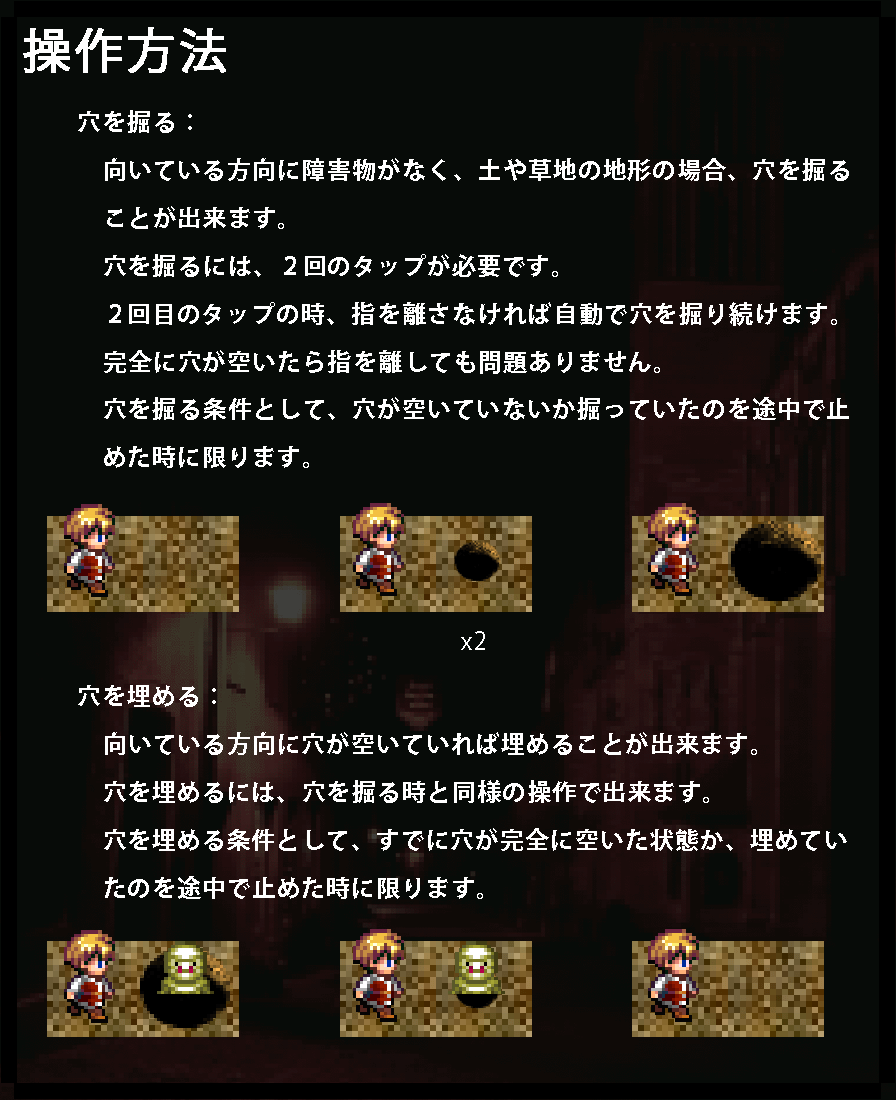 操作方法
穴を掘る：
向いている方向に障害物がなく、土や草地の地形の場合、穴を掘る
ことが出来ます。
穴を掘るには、２回のタップが必要です。
２回目のタップの時、指を離さなければ自動で穴を掘り続けます。
完全に穴が空いたら指を離しても問題ありません。
穴を掘る条件として、穴が空いていないか掘っていたのを途中で止
めた時に限ります。
x2
穴を埋める：
向いている方向に穴が空いていれば埋めることが出来ます。
穴を埋めるには、穴を掘る時と同様の操作で出来ます。
穴を埋める条件として、すでに穴が完全に空いた状態か、埋めてい
たのを途中で止めた時に限ります。